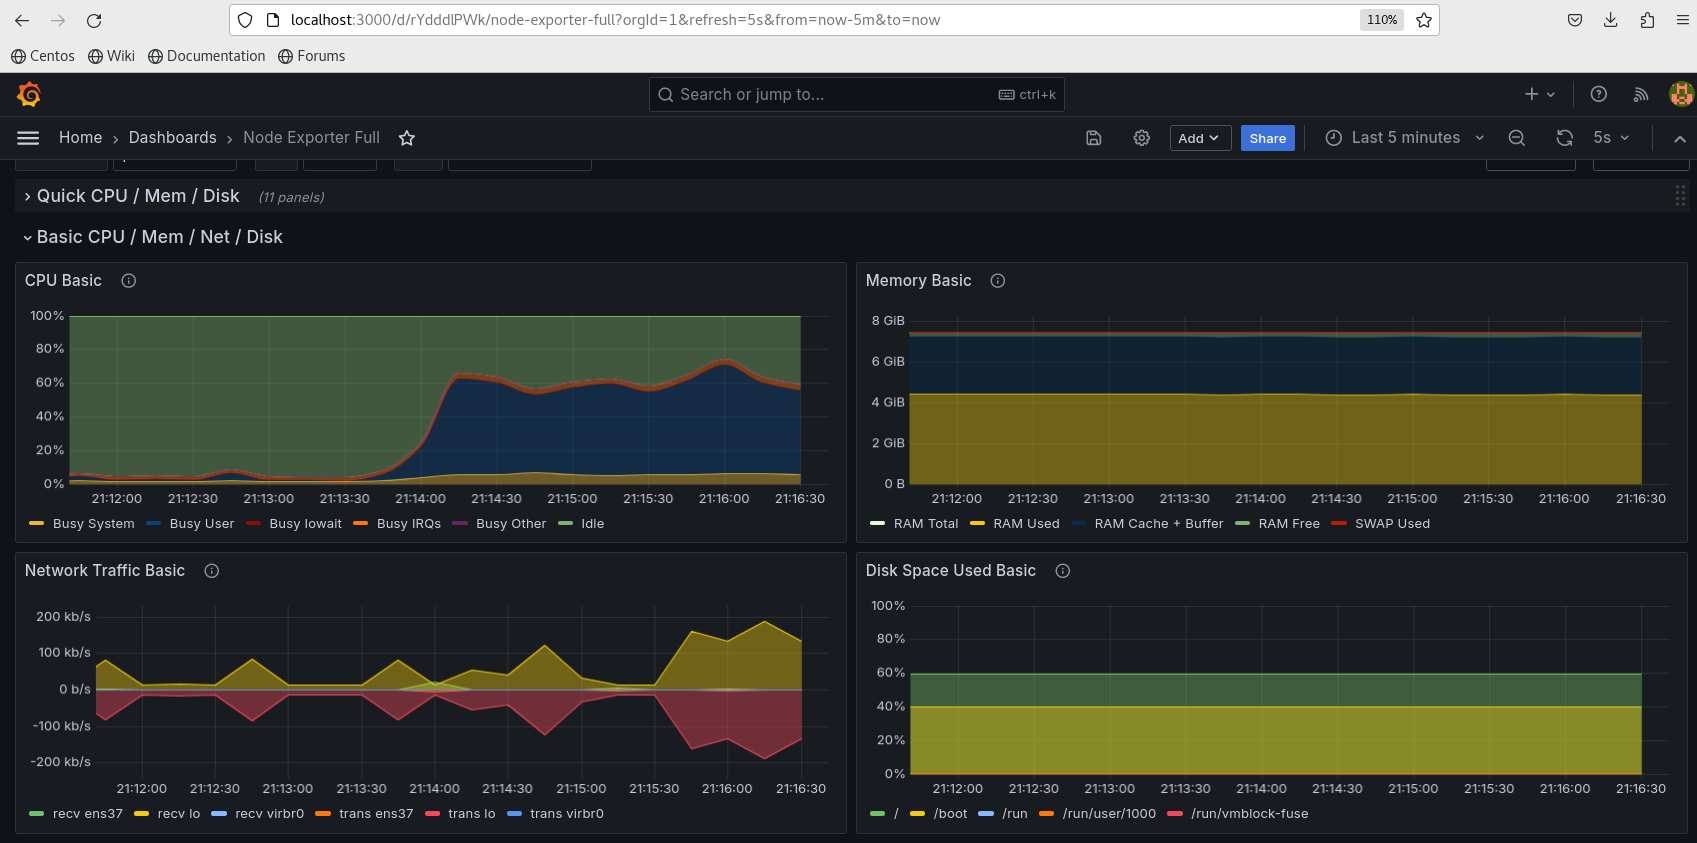 localhost:3000/d/rYdddlPWk/node-exporter-full?orgId=1&refresh=5s&from=now-5m&to=now 110%
Centos Wiki Documentation Forums
Search or jump to... ctrl+k
Home › Dashboards › Node Exporter Full Add Share Last 5 minutes 5s
Quick CPU / Mem / Disk (11 panels)
Basic CPU / Mem / Net / Disk
CPU Basic
100%
80%
60%
40%
20%
0%
21:12:00 21:12:30 21:13:00 21:13:30 21:14:00 21:14:30 21:15:00 21:15:30 21:16:00 21:16:30
Busy System Busy User Busy Iowait Busy IRQs Busy Other Idle
Memory Basic
8 GiB
6 GiB
4 GiB
2 GiB
0 B
21:12:00 21:12:30 21:13:00 21:13:30 21:14:00 21:14:30 21:15:00 21:15:30 21:16:00 21:16:30
RAM Total RAM Used RAM Cache + Buffer RAM Free SWAP Used
Network Traffic Basic
200 kb/s
100 kb/s
0 b/s
-100 kb/s
-200 kb/s
21:12:00 21:12:30 21:13:00 21:13:30 21:14:00 21:14:30 21:15:00 21:15:30 21:16:00 21:16:30
recv ens37 recv lo recv virbr0 trans ens37 trans lo trans virbr0
Disk Space Used Basic
100%
80%
60%
40%
20%
0%
21:12:00 21:12:30 21:13:00 21:13:30 21:14:00 21:14:30 21:15:00 21:15:30 21:16:00 21:16:30
/ /boot /run /run/user/1000 /run/vmblock-fuse